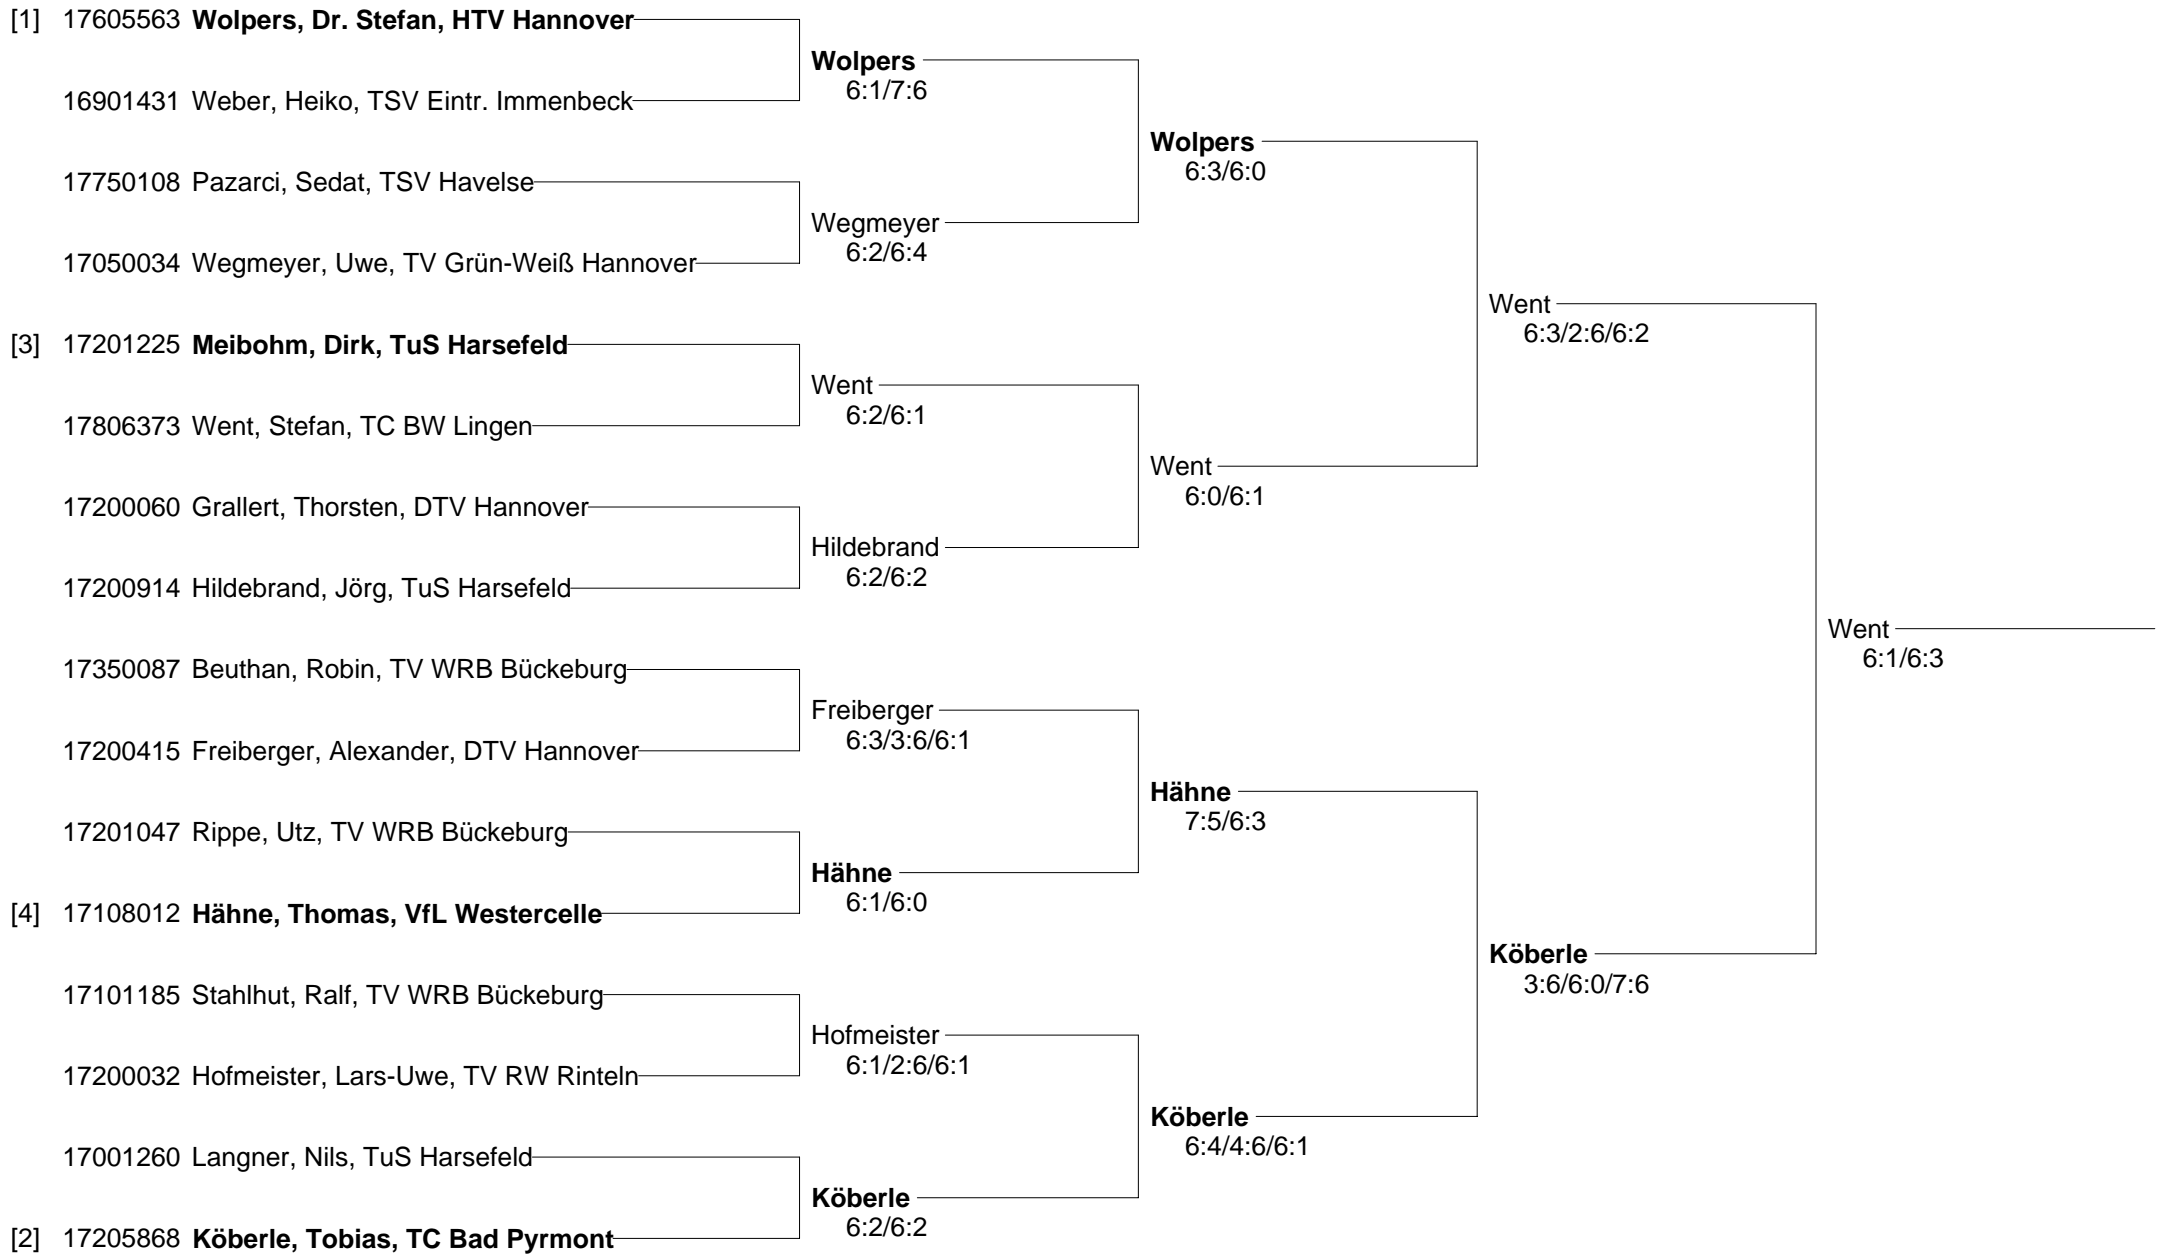 [1] 17605563 Wolpers, Dr. Stefan, HTV Hannover
16901431 Weber, Heiko, TSV Eintr. Immenbeck
17750108 Pazarci, Sedat, TSV Havelse
17050034 Wegmeyer, Uwe, TV Grün-Weiß Hannover
[3] 17201225 Meibohm, Dirk, TuS Harsefeld
17806373 Went, Stefan, TC BW Lingen
17200060 Grallert, Thorsten, DTV Hannover
17200914 Hildebrand, Jörg, TuS Harsefeld
17350087 Beuthan, Robin, TV WRB Bückeburg
17200415 Freiberger, Alexander, DTV Hannover
17201047 Rippe, Utz, TV WRB Bückeburg
[4] 17108012 Hähne, Thomas, VfL Westercelle
17101185 Stahlhut, Ralf, TV WRB Bückeburg
17200032 Hofmeister, Lars-Uwe, TV RW Rinteln
17001260 Langner, Nils, TuS Harsefeld
[2] 17205868 Köberle, Tobias, TC Bad Pyrmont
Wolpers
6:1/7:6
Wegmeyer
6:2/6:4
Went
6:2/6:1
Hildebrand
6:2/6:2
Freiberger
6:3/3:6/6:1
Hähne
6:1/6:0
Hofmeister
6:1/2:6/6:1
Köberle
6:2/6:2
Wolpers
6:3/6:0
Went
6:0/6:1
Hähne
7:5/6:3
Köberle
6:4/4:6/6:1
Went
6:3/2:6/6:2
Köberle
3:6/6:0/7:6
Went
6:1/6:3